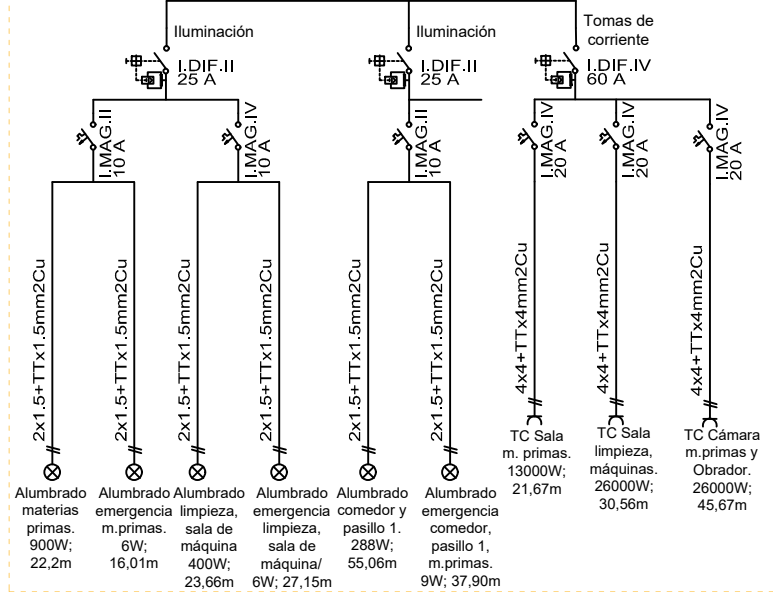 Iluminación
Iluminación
Tomas de
corriente
I.DIF.II
25 A
I.DIF.II
25 A
I.DIF.IV
60 A
I.MAG.II
10 A
I.MAG.IV
10 A
I.MAG.II
10 A
I.MAG.IV
20 A
I.MAG.IV
20 A
I.MAG.IV
20 A
2x1.5+TTx1.5mm2Cu
2x1.5+TTx1.5mm2Cu
2x1.5+TTx1.5mm2Cu
2x1.5+TTx1.5mm2Cu
2x1.5+TTx1.5mm2Cu
2x1.5+TTx1.5mm2Cu
4x4+TTx4mm2Cu
4x4+TTx4mm2Cu
4x4+TTx4mm2Cu
Alumbrado
materias
primas.
900W;
22,2m
Alumbrado
emergencia
m.primas.
6W;
16,01m
Alumbrado
limpieza,
sala de
máquina
400W;
23,66m
Alumbrado
emergencia
limpieza,
sala de
máquina/
6W; 27,15m
Alumbrado
comedor y
pasillo 1.
288W;
55,06m
Alumbrado
emergencia
comedor,
pasillo 1,
m.primas.
9W; 37,90m
TC Sala
m. primas.
13000W;
21,67m
TC Sala
limpieza,
máquinas.
26000W;
30,56m
TC Cámara
m.primas y
Obrador.
26000W;
45,67m